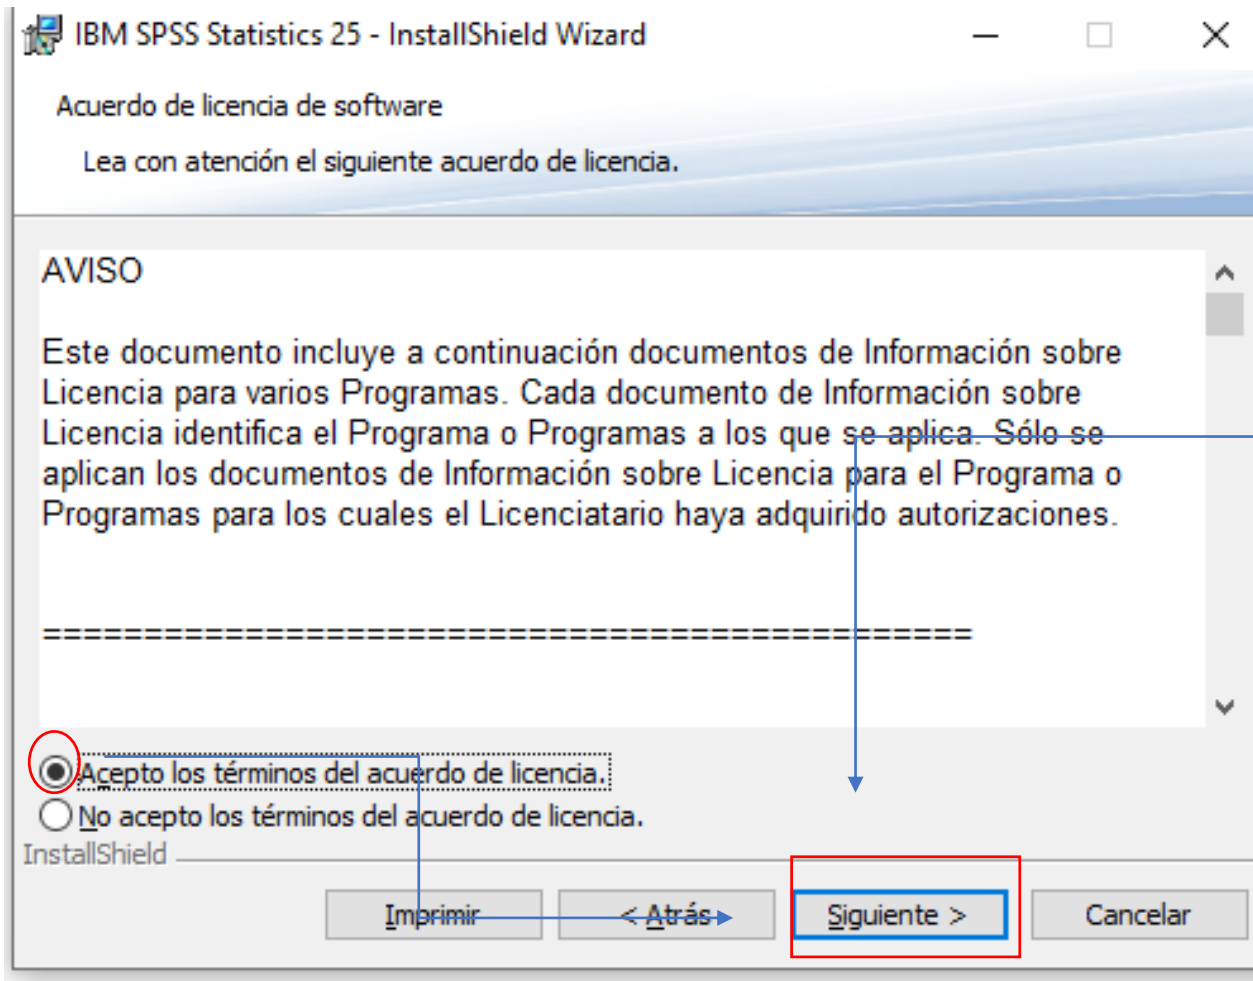 IBM SPSS Statistics 25 - InstallShield Wizard
Acuerdo de licencia de software
Lea con atención el siguiente acuerdo de licencia.
AVISO
Este documento incluye a continuación documentos de Información sobre
Licencia para varios Programas. Cada documento de Información sobre
Licencia identifica el Programa o Programas a los que se aplica. Sólo se
aplican los documentos de Información sobre Licencia para el Programa o
Programas para los cuales el Licenciatario haya adquirido autorizaciones.
==============================================
Acepto los términos del acuerdo de licencia.
No acepto los términos del acuerdo de licencia.
InstallShield
Imprimir < Atrás Siguiente > Cancelar